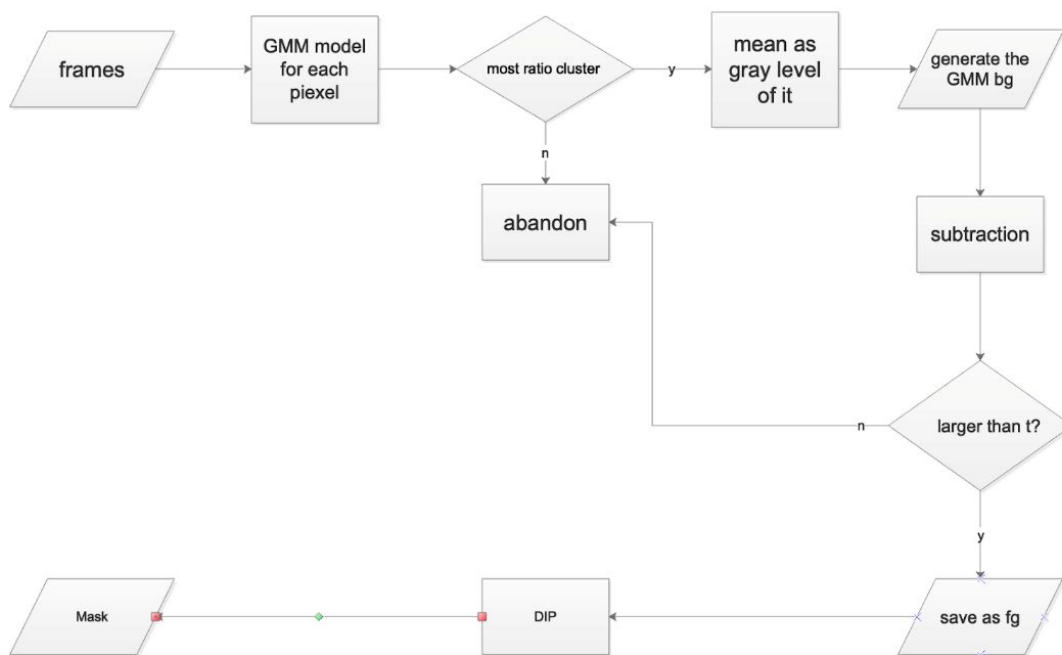 frames
GMM model
for each
piexel
most ratio cluster
y
mean as
gray level
of it
generate the
GMM bg
n
abandon
subtraction
larger than t?
n
y
save as fg
DIP
Mask